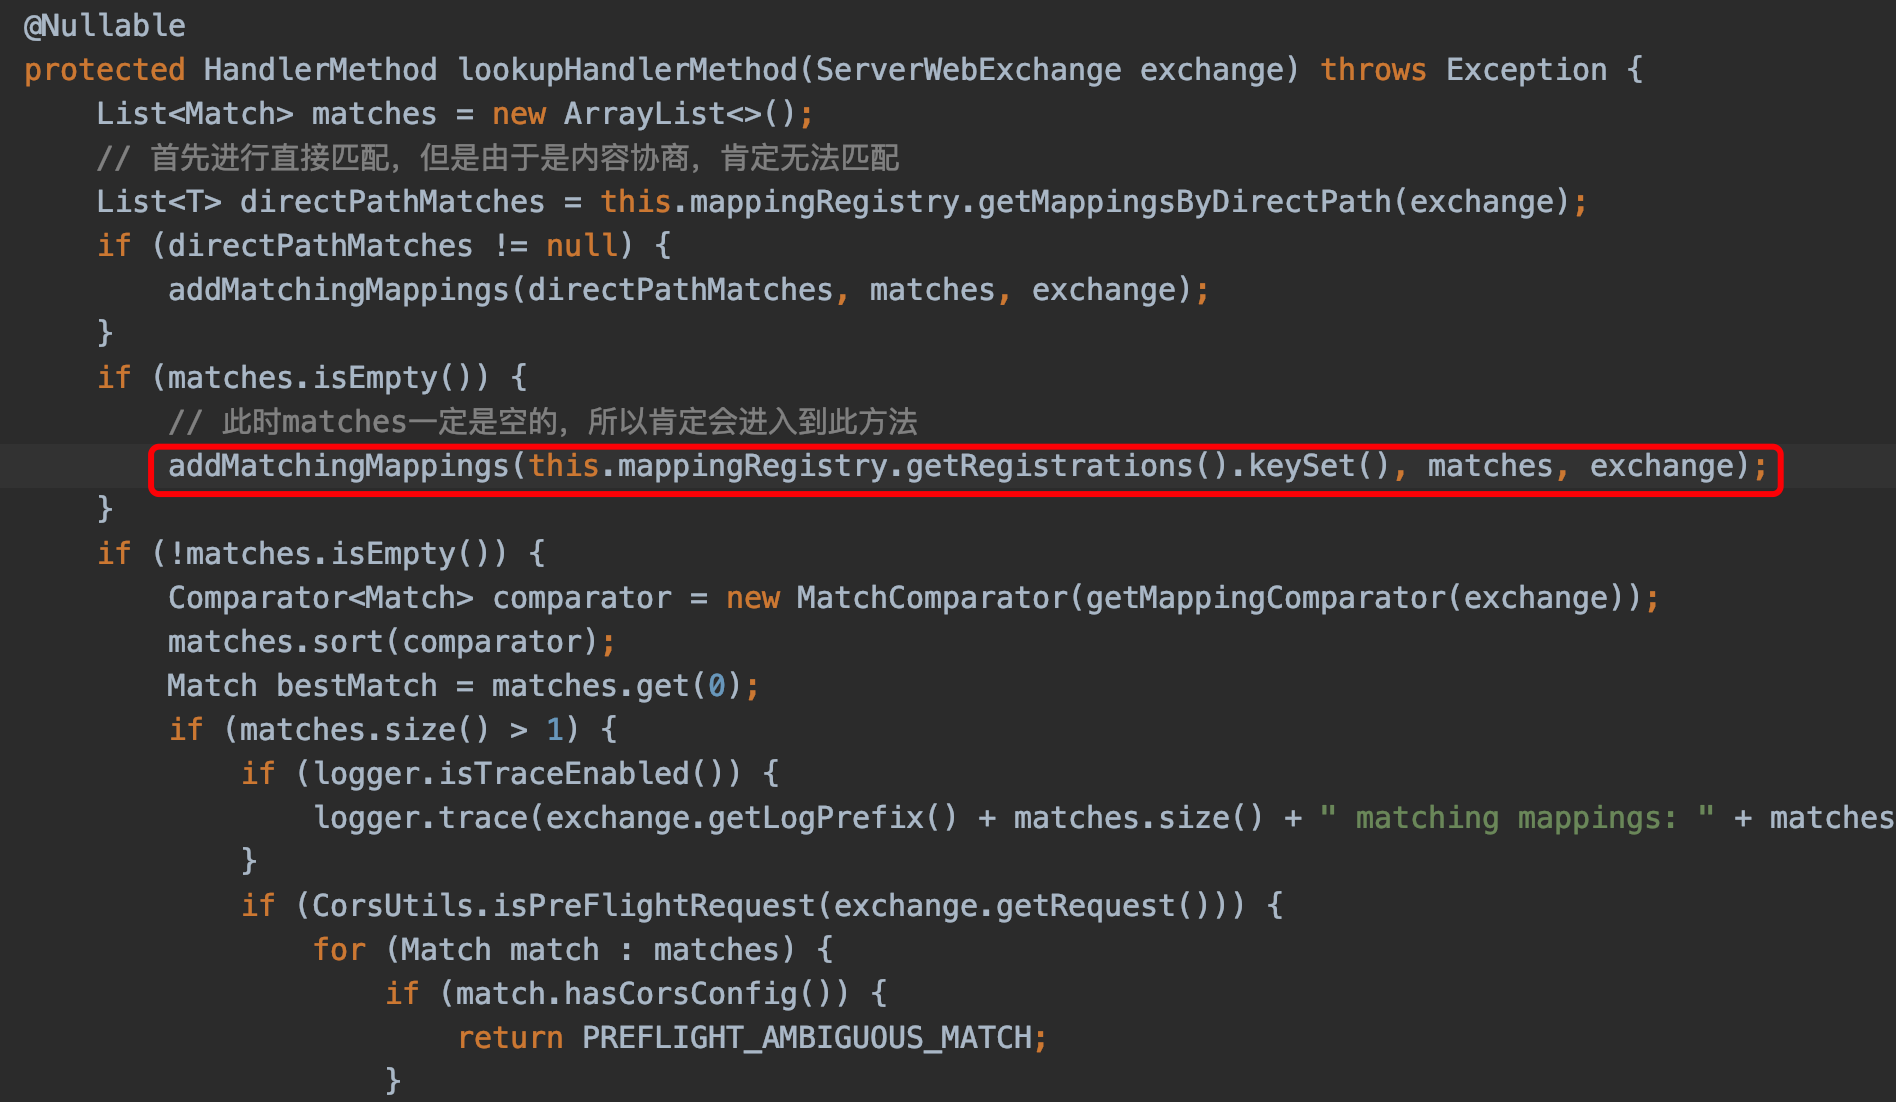 @Nullable
protected HandlerMethod lookupHandlerMethod(ServerWebExchange exchange) throws Exception {
    List<Match> matches = new ArrayList<>();
    // 首先进行直接匹配，但是由于是内容协商，肯定无法匹配
    List<T> directPathMatches = this.mappingRegistry.getMappingsByDirectPath(exchange);
    if (directPathMatches != null) {
        addMatchingMappings(directPathMatches, matches, exchange);
    }
    if (matches.isEmpty()) {
        // 此时matches一定是空的，所以肯定会进入到此方法
        addMatchingMappings(this.mappingRegistry.getRegistrations().keySet(), matches, exchange);
    }
    if (!matches.isEmpty()) {
        Comparator<Match> comparator = new MatchComparator(getMappingComparator(exchange));
        matches.sort(comparator);
        Match bestMatch = matches.get(0);
        if (matches.size() > 1) {
            if (logger.isTraceEnabled()) {
                logger.trace(exchange.getLogPrefix() + matches.size() + " matching mappings: " + matches
            }
            if (CorsUtils.isPreFlightRequest(exchange.getRequest())) {
                for (Match match : matches) {
                    if (match.hasCorsConfig()) {
                        return PREFLIGHT_AMBIGUOUS_MATCH;
                    }